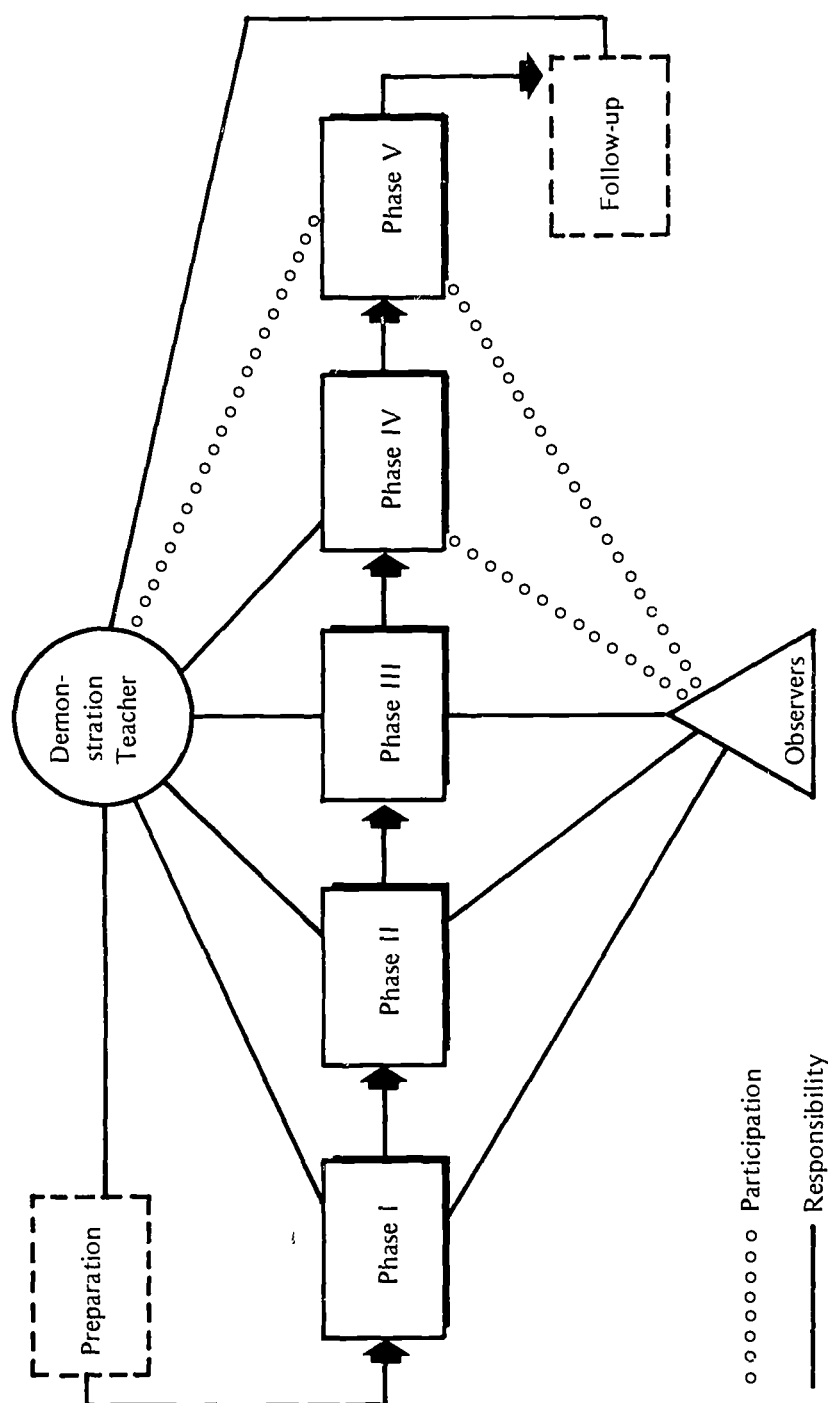 Preparation
Demon-
stration
Teacher
Phase I
Phase II
Phase III
Phase IV
Phase V
Follow-up
Observers
Participation
Responsibility